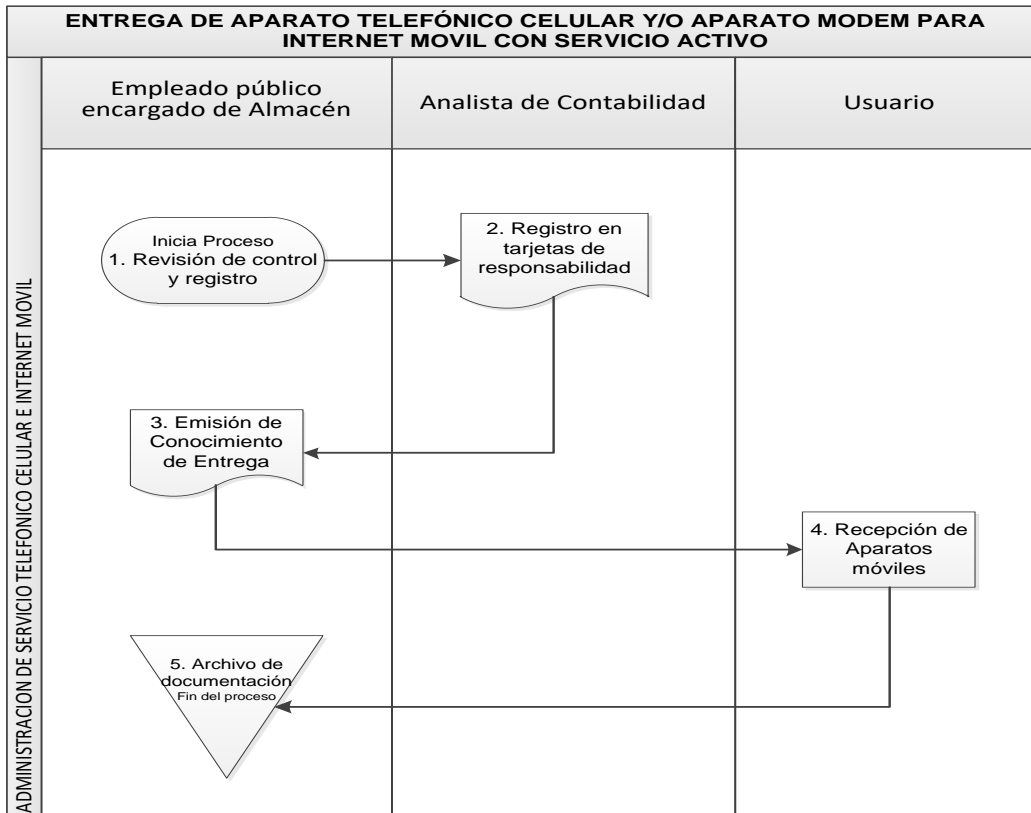 ENTREGA DE APARATO TELEFÓNICO CELULAR Y/O APARATO MODEM PARA
INTERNET MOVIL CON SERVICIO ACTIVO
ADMINISTRACION DE SERVICIO TELEFONICO CELULAR E INTERNET MOVIL
Empleado público
encargado de Almacén
Analista de Contabilidad
Usuario
Inicia Proceso
1. Revisión de control
y registro
2. Registro en
tarjetas de
responsabilidad
3. Emisión de
Conocimiento
de Entrega
4. Recepción de
Aparatos
móviles
5. Archivo de
documentación
Fin del proceso